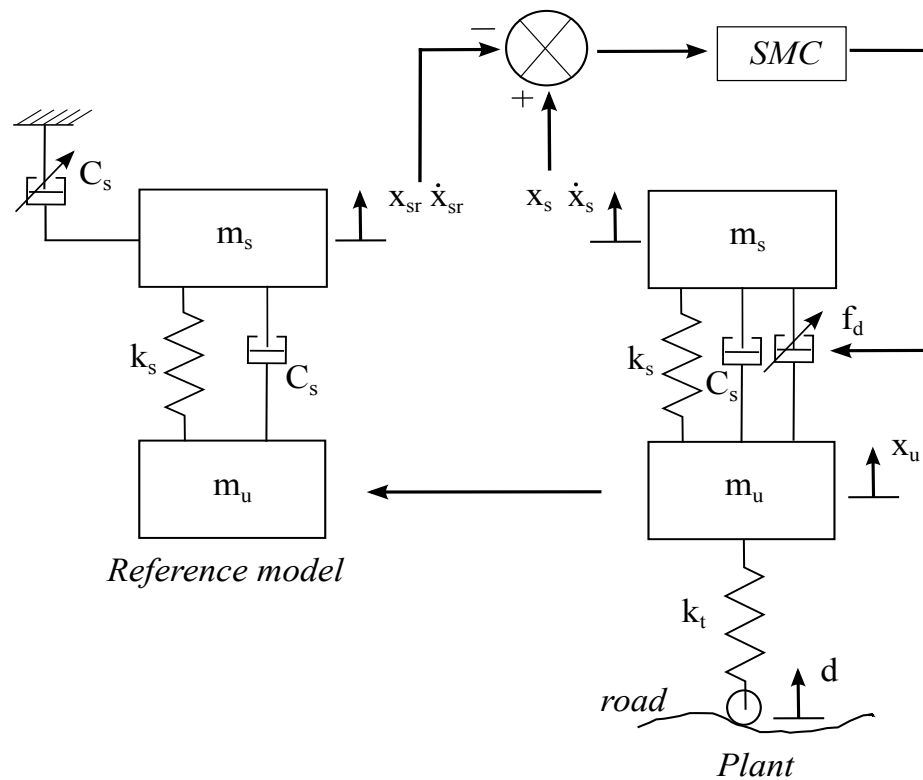 −
SMC
+
C_s
x_sr ẋ_sr
x_s ẋ_s
m_s
m_s
f_d
k_s
C_s
k_s
C_s
x_u
m_u
m_u
Reference model
k_t
d
road
Plant